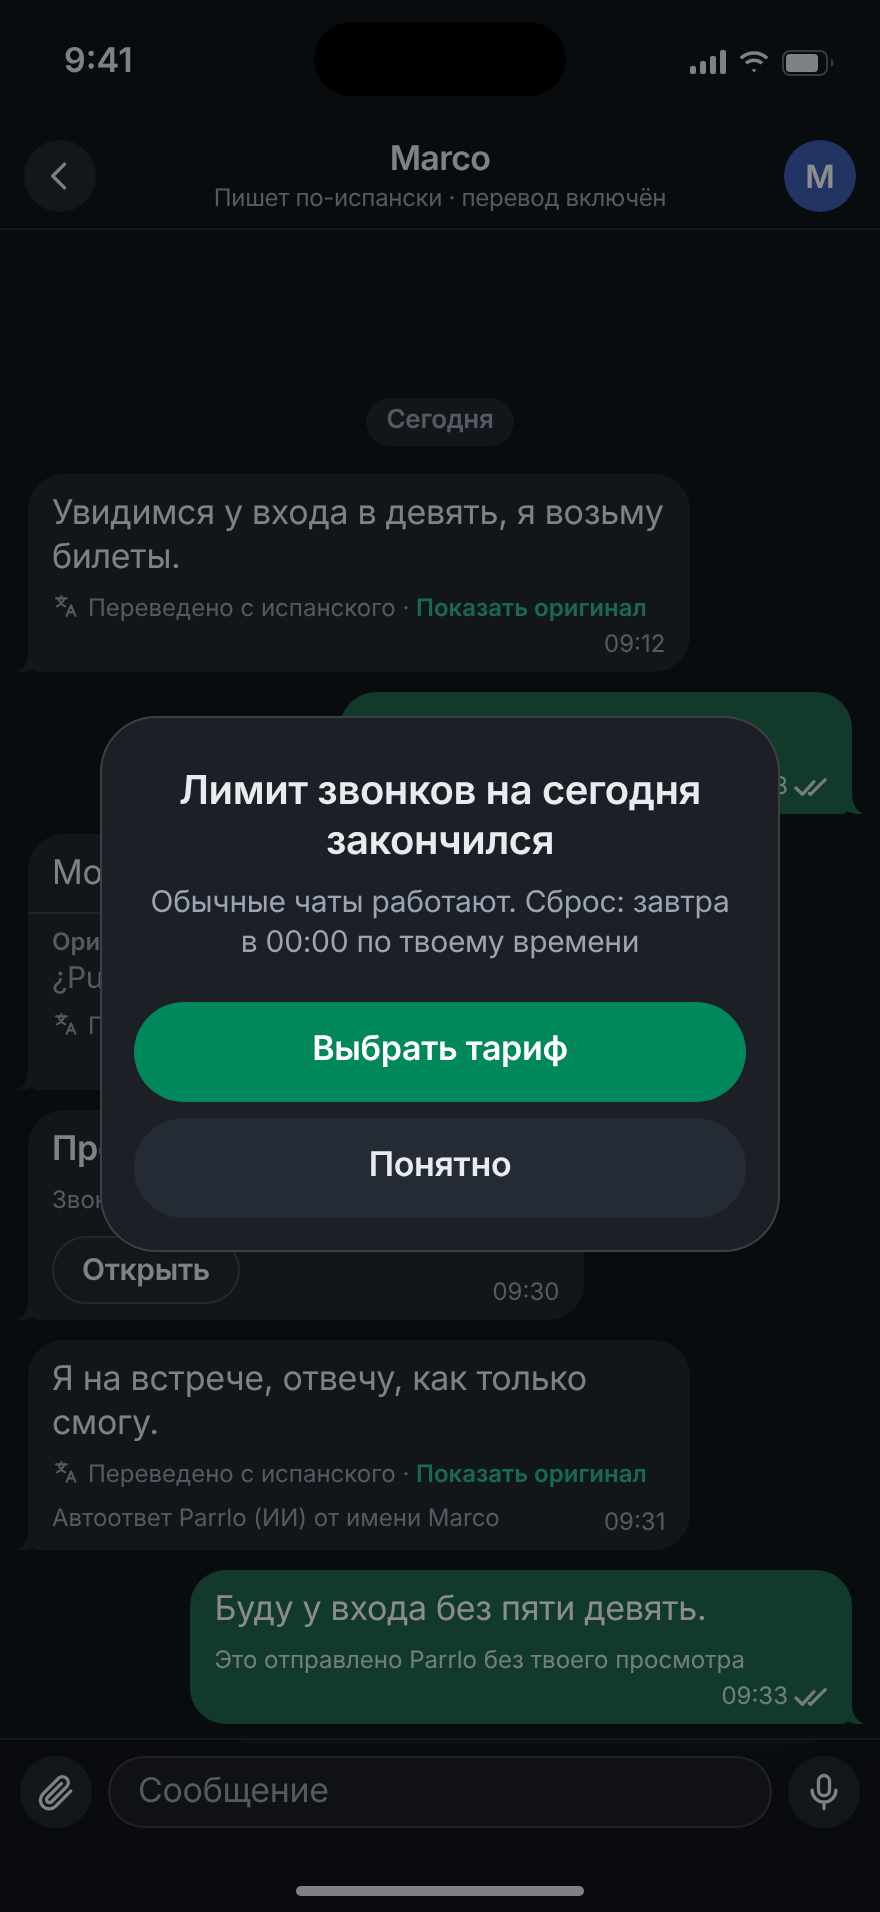 9:41
Marco
Пишет по-испански · перевод включён
M
Сегодня
Увидимся у входа в девять, я возьму
билеты.
Переведено с испанского · Показать оригинал
09:12
Лимит звонков на сегодня
закончился
Обычные чаты работают. Сброс: завтра
в 00:00 по твоему времени
Выбрать тариф
Понятно
Открыть
09:30
Я на встрече, отвечу, как только
смогу.
Переведено с испанского · Показать оригинал
Автоответ Parrlo (ИИ) от имени Marco
09:31
Буду у входа без пяти девять.
Это отправлено Parrlo без твоего просмотра
09:33
Сообщение